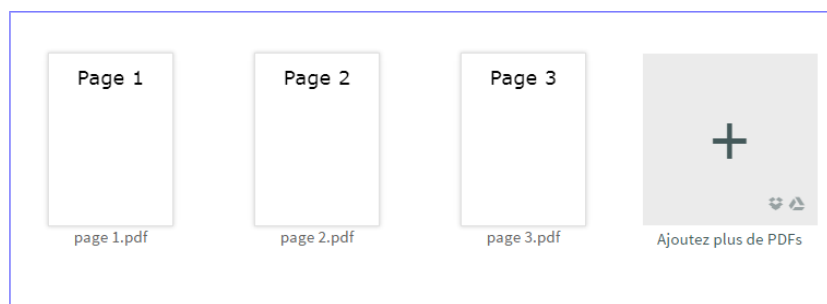 Page 1
Page 2
Page 3
page 1.pdf
page 2.pdf
page 3.pdf
Ajoutez plus de PDFs